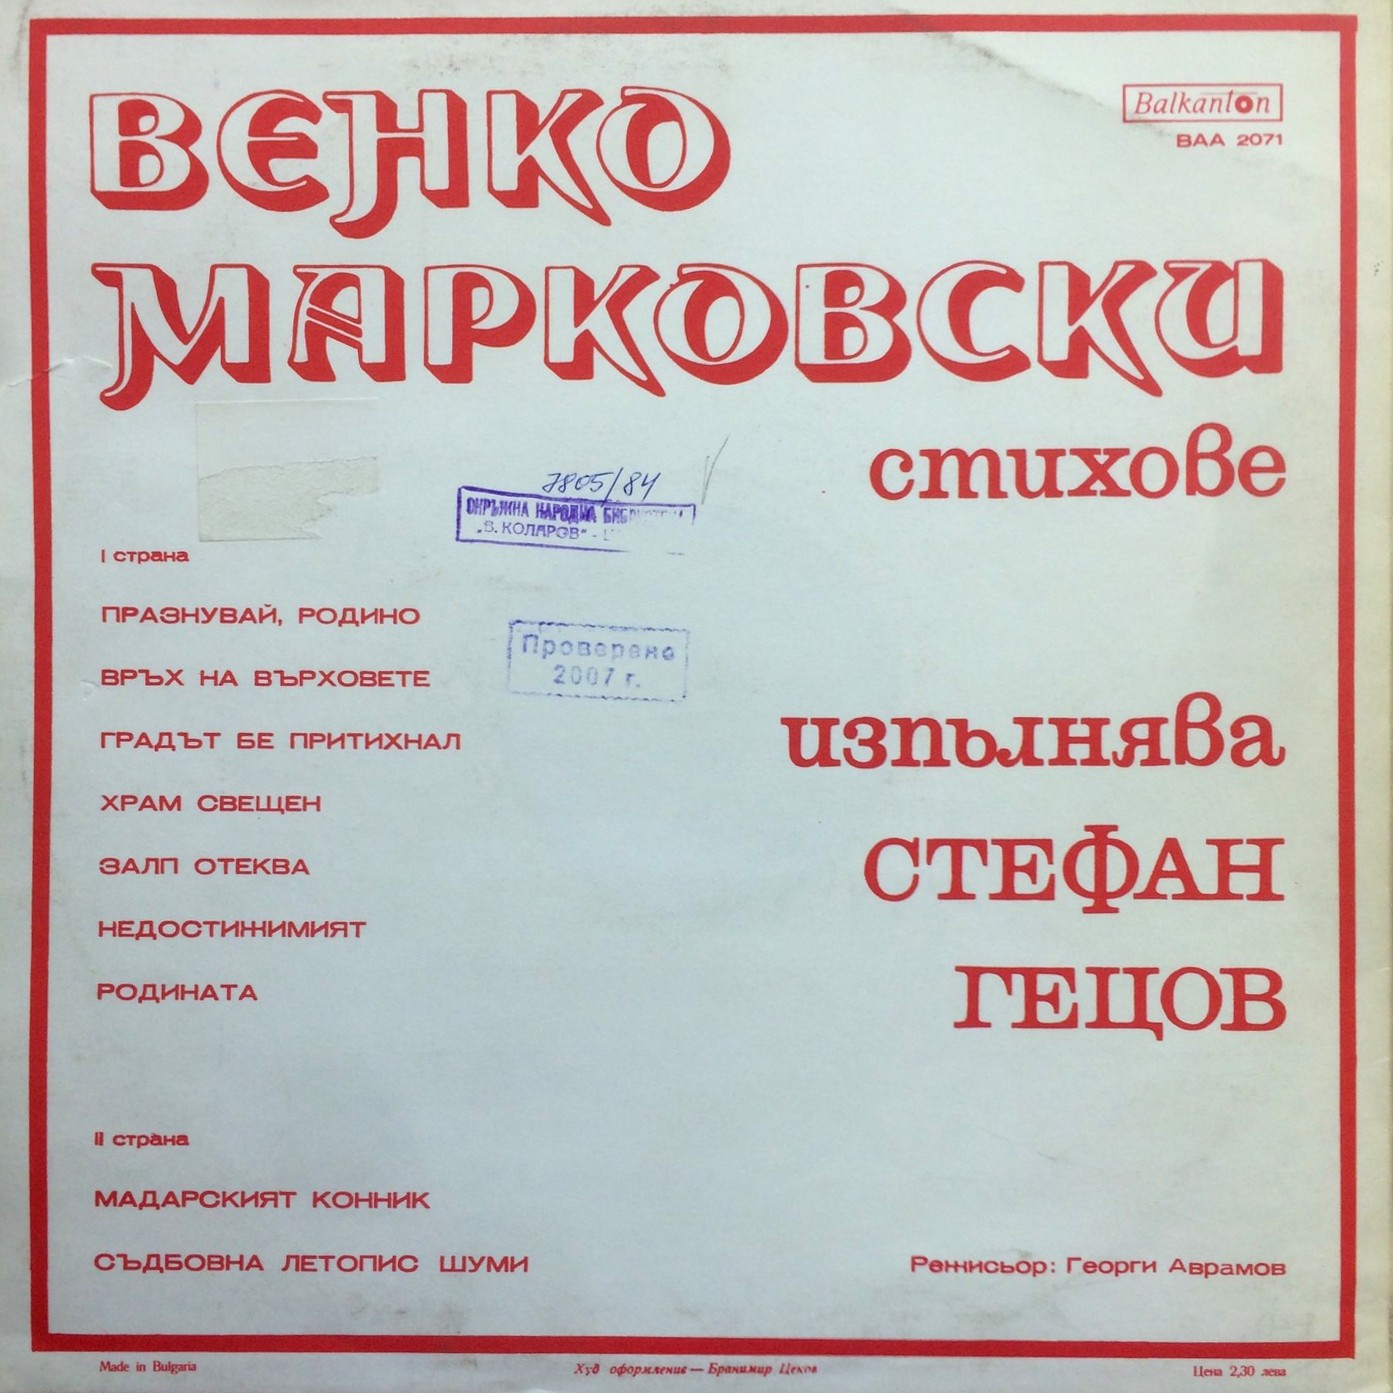 ВЕНКО
Balkanton
ВАА 2071
МАРКОВСКИ
стихове
7805/84
ОКРЪЖНА НАРОДНА
„В. КОЛАРОВ“ -
I страна
ПРАЗНУВАЙ, РОДИНО
ВРЪХ НА ВЪРХОВЕТЕ
ГРАДЪТ БЕ ПРИТИХНАЛ
ХРАМ СВЕЩЕН
ЗАЛП ОТЕКВА
НЕДОСТИЖИМИЯТ
РОДИНАТА
Проверено
2007 г.
изпълнява
СТЕФАН
ГЕЦОВ
II страна
МАДАРСКИЯТ КОННИК
СЪДБОВНА ЛЕТОПИС ШУМИ
Режисьор: Георги Аврамов
Made in Bulgaria
Худ оформление — Бранимир Цеков
Цена 2,30 лева